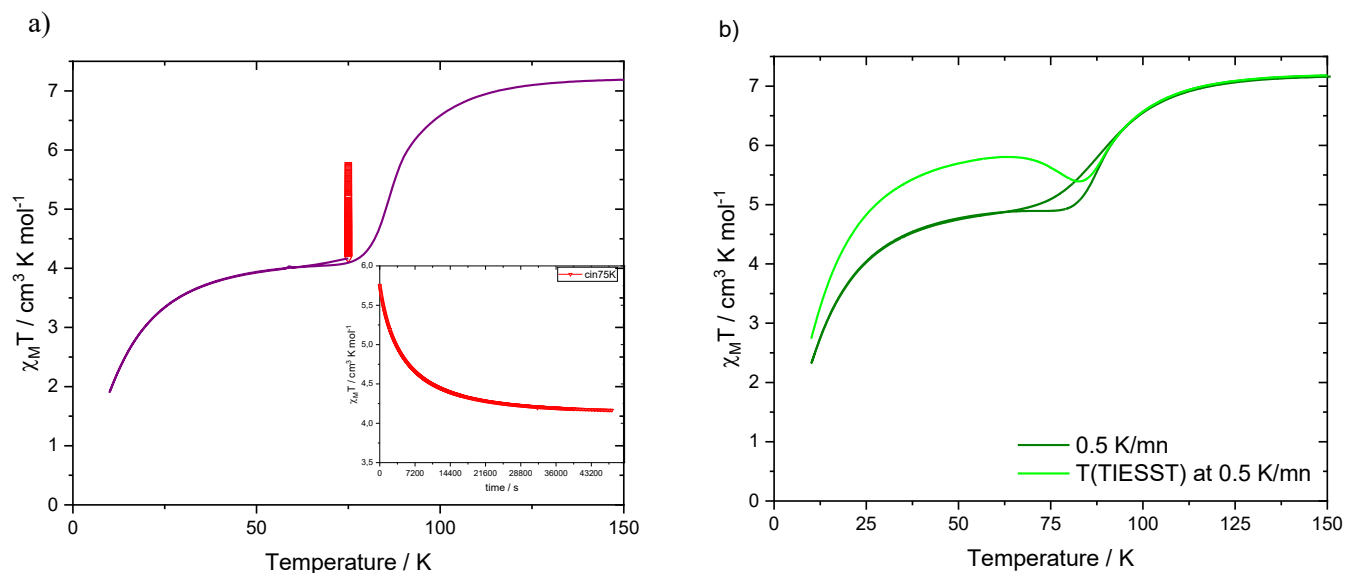 a)
χMT / cm³ K mol⁻¹
7
6
5
4
3
2
1
0
0 50 100 150
Temperature / K
cin75K
χMT / cm³ K mol⁻¹
6,0
5,5
5,0
4,5
4,0
3,5
0 7200 14400 21600 28800 36000 43200
time / s
b)
χMT / cm³ K mol⁻¹
7
6
5
4
3
2
1
0
0 25 50 75 100 125 150
Temperature / K
0.5 K/mn
T(TIESST) at 0.5 K/mn